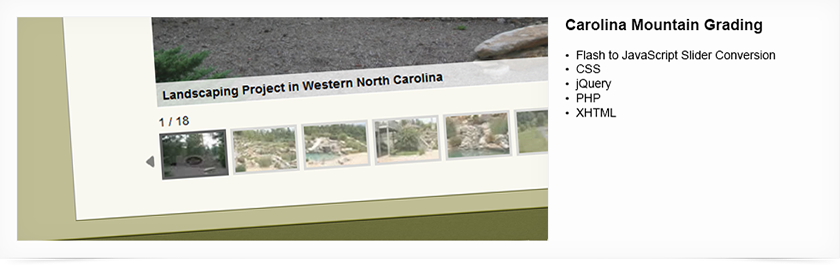 Carolina Mountain Grading
• Flash to JavaScript Slider Conversion
• CSS
• jQuery
• PHP
• XHTML
Landscaping Project in Western North Carolina
1 / 18